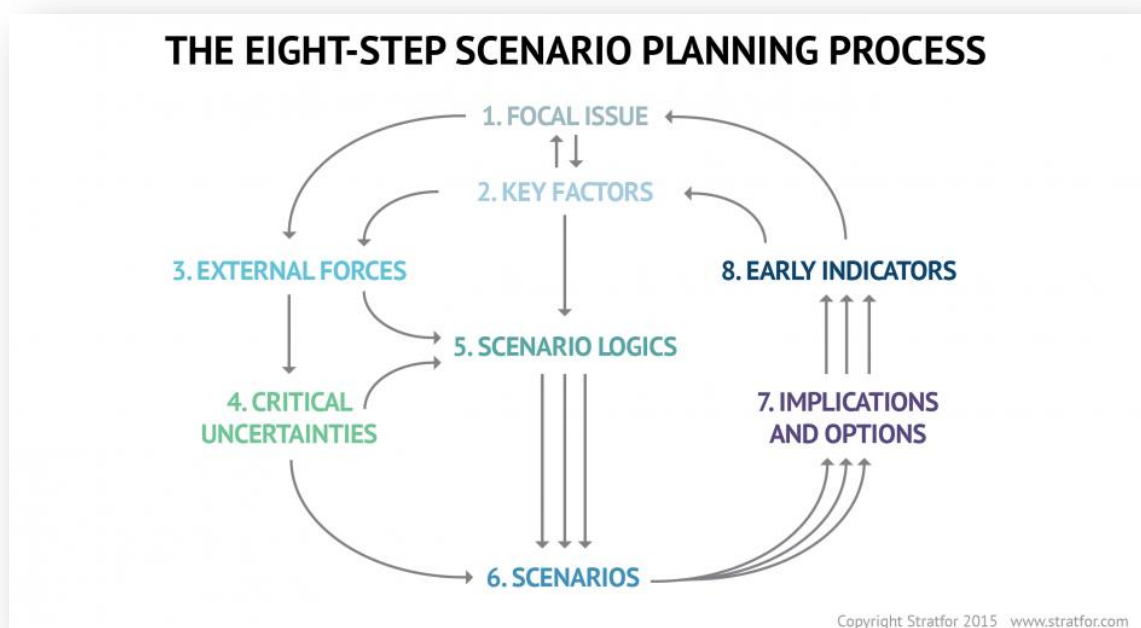 THE EIGHT-STEP SCENARIO PLANNING PROCESS
1. FOCAL ISSUE
2. KEY FACTORS
3. EXTERNAL FORCES
8. EARLY INDICATORS
5. SCENARIO LOGICS
4. CRITICAL
UNCERTAINTIES
7. IMPLICATIONS
AND OPTIONS
6. SCENARIOS
Copyright Stratfor 2015 www.stratfor.com